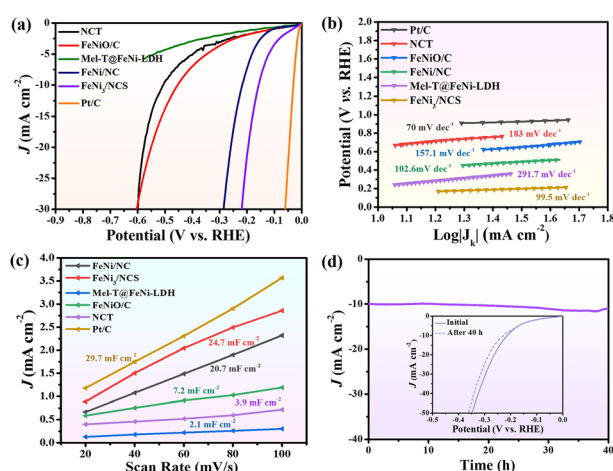 (a)
NCT
FeNiO/C
Mel-T@FeNi-LDH
FeNi/NC
FeNi₃/NCS
Pt/C
J (mA cm⁻²)
0
-5
-10
-15
-20
-25
-30
-0.9 -0.8 -0.7 -0.6 -0.5 -0.4 -0.3 -0.2 -0.1 0.0
Potential (V vs. RHE)
(b)
Pt/C
NCT
FeNiO/C
FeNi/NC
Mel-T@FeNi-LDH
FeNi₃/NCS
Potential (V vs. RHE)
2.0
1.8
1.6
1.4
1.2
1.0
0.8
0.6
0.4
0.2
0.0
70 mV dec⁻¹
183 mV dec⁻¹
157.1 mV dec⁻¹
102.6mV dec⁻¹
291.7 mV dec⁻¹
99.5 mV dec⁻¹
1.0 1.1 1.2 1.3 1.4 1.5 1.6 1.7 1.8
Log|Jₖ| (mA cm⁻²)
(c)
FeNi/NC
FeNi₃/NCS
Mel-T@FeNi-LDH
FeNiO/C
NCT
Pt/C
J (mA cm⁻²)
4.0
3.5
3.0
2.5
2.0
1.5
1.0
0.5
0.0
29.7 mF cm⁻²
24.7 mF cm⁻²
20.7 mF cm⁻²
7.2 mF cm⁻²
3.9 mF cm⁻²
2.1 mF cm⁻²
20 40 60 80 100
Scan Rate (mV/s)
(d)
J (mA cm⁻²)
0
-10
-20
-30
-40
Initial
After 40 h
J (mA cm⁻²)
0
-10
-20
-30
-40
-50
-0.3 -0.2 -0.1 0.0
Potential (V vs. RHE)
0 10 20 30 40
Time (h)